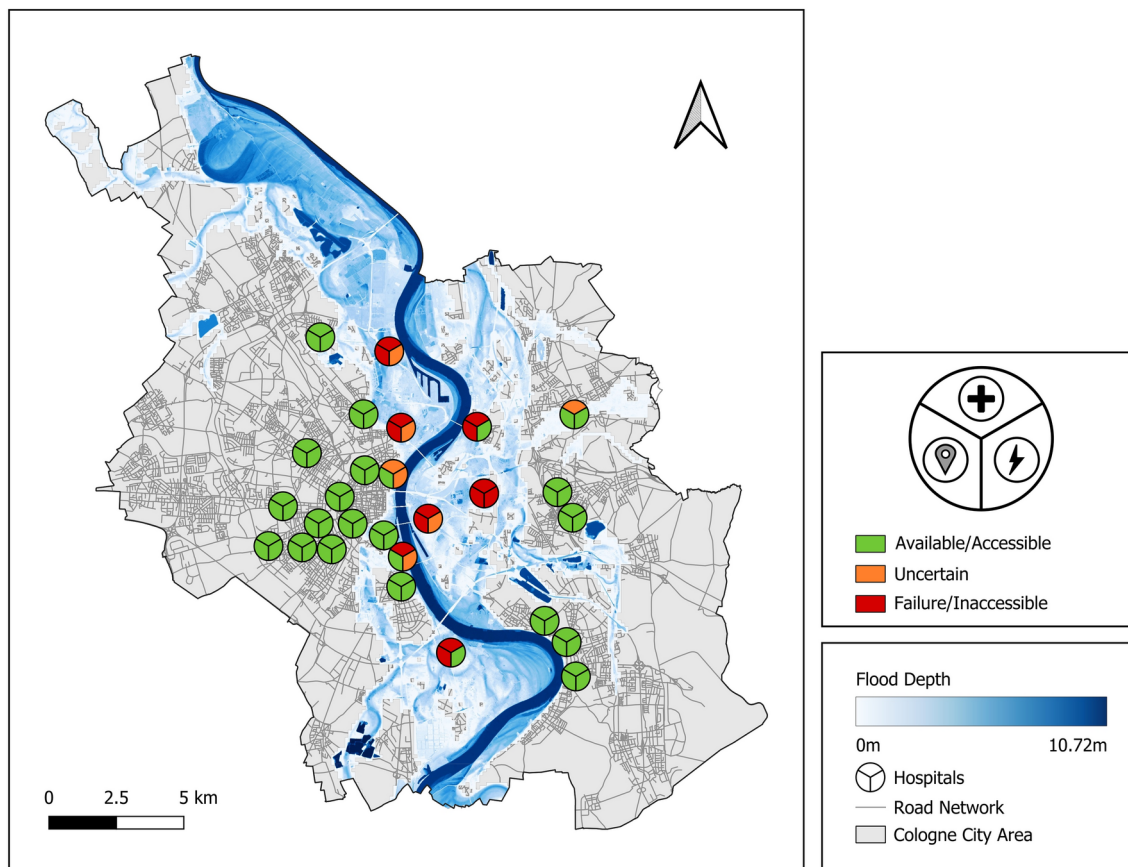 Available/Accessible
Uncertain
Failure/Inaccessible
Flood Depth
0m 10.72m
Hospitals
Road Network
Cologne City Area
0 2.5 5 km